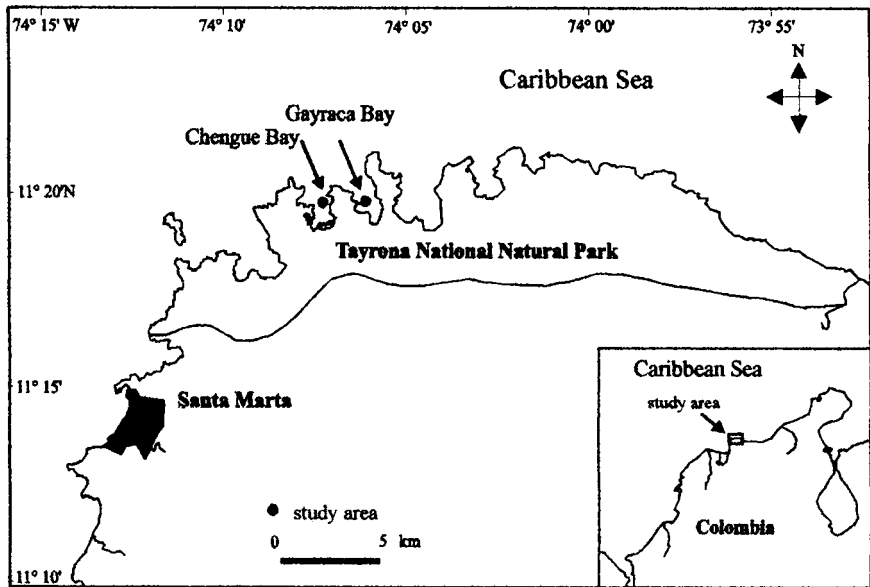 74° 15' W
74° 10'
74° 05'
74° 00'
73° 55'
N
Caribbean Sea
Gayraca Bay
Chengue Bay
11° 20'N
Tayrona National Natural Park
11° 15'
Santa Marta
Caribbean Sea
study area
Colombia
study area
0 5 km
11° 10'